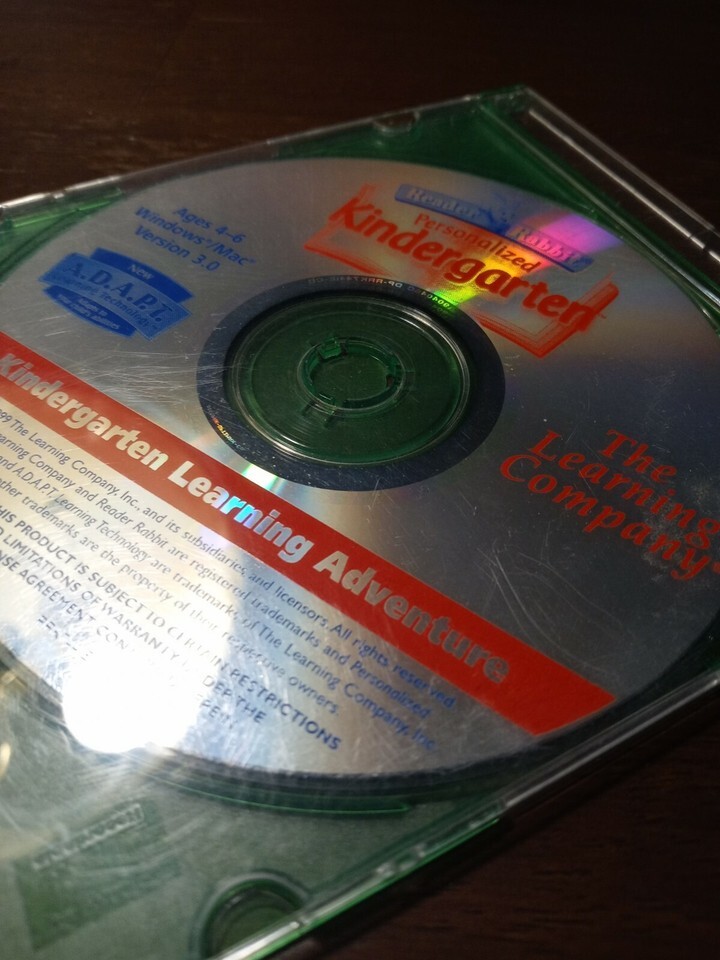 Ages 4-6
Windows®/Mac®
Version 3.0
NEW
A.D.A.P.T.
Technology
Reader Rabbit
Personalized
Kindergarten
The
Learning
Company®
Kindergarten Learning Adventure
The Learning Company, Inc., and its subsidiaries and licensors. All rights reserved.
Learning Company and Reader Rabbit are registered trademarks and Personalized
and A.D.A.P.T. Learning Technology are trademarks of The Learning Company, Inc.
other trademarks are the property of their respective owners.
THIS PRODUCT IS SUBJECT TO CERTAIN RESTRICTIONS
LIMITATIONS OF WARRANTY UNDER THE
AGREEMENT